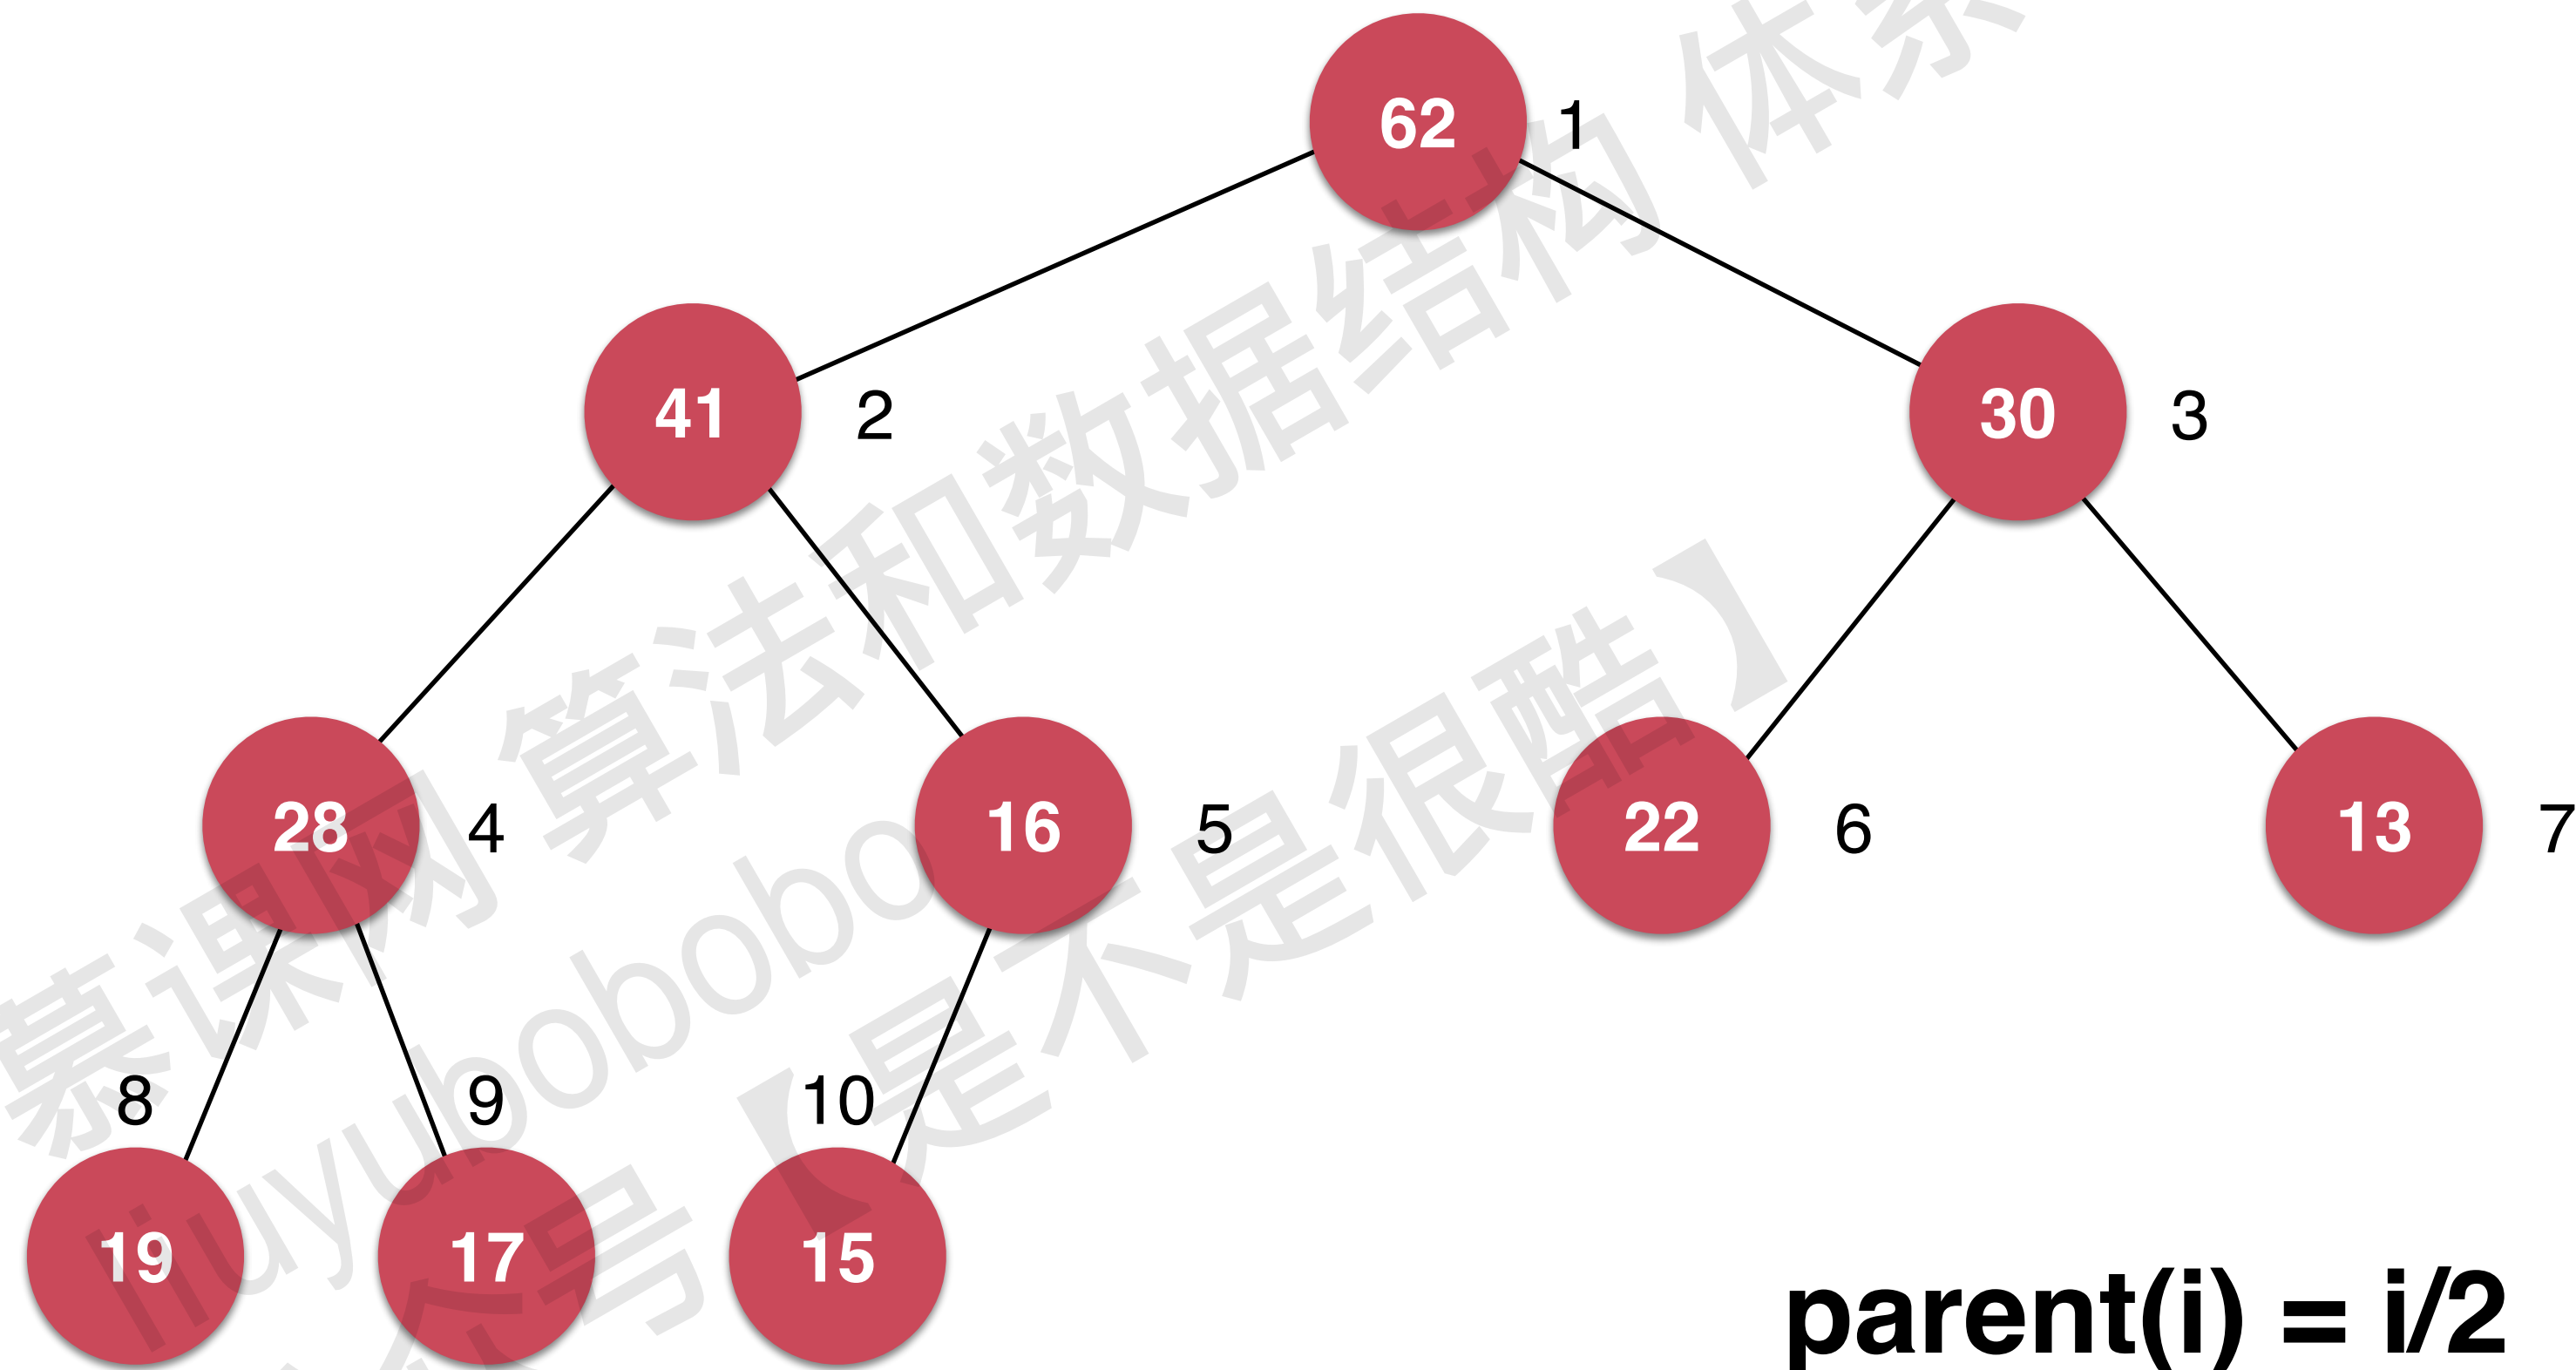 62 1
41 2 30 3
28 4 16 5 22 6 13 7
8 9 10
19 17 15
parent(i) = i/2
慕课网 算法和数据结构 体系
liuyubobobo
公众号【是不是很酷】